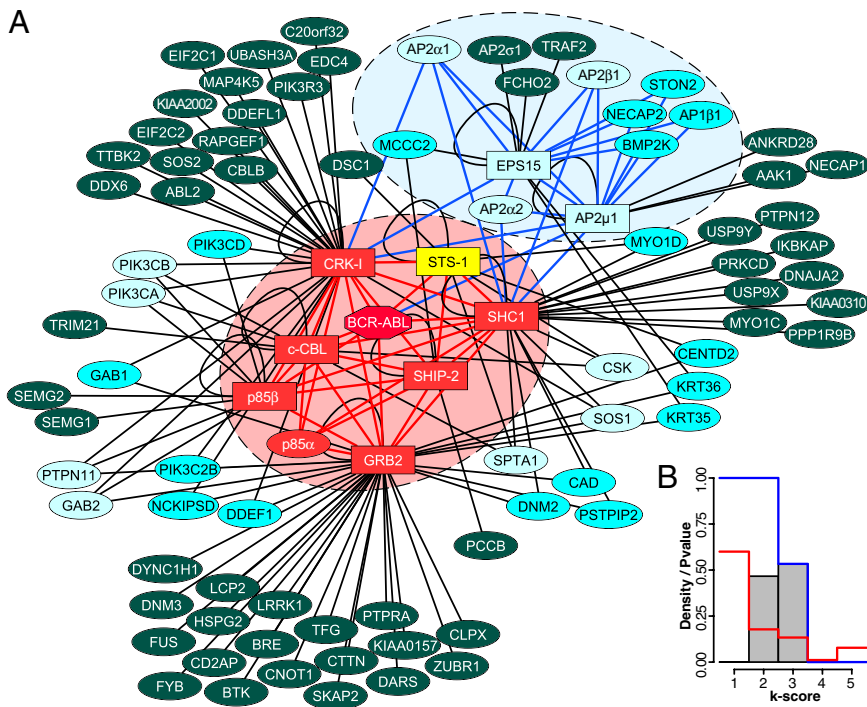 A
C20orf32
EIF2C1
UBASH3A
EDC4
MAP4K5
PIK3R3
KIAA2002
DDEFL1
EIF2C2
RAPGEF1
TTBK2
SOS2
CBLB
DDX6
ABL2
DSC1
AP2α1
AP2σ1
TRAF2
FCHO2
AP2β1
STON2
NECAP2
AP1β1
MCCC2
BMP2K
EPS15
AP2α2
AP2μ1
ANKRD28
NECAP1
AAK1
PTPN12
USP9Y
IKBKAP
PRKCD
DNAJA2
USP9X
KIAA0310
MYO1C
PPP1R9B
MYO1D
PIK3CD
PIK3CB
PIK3CA
CRK-I
STS-1
BCR-ABL
SHC1
TRIM21
c-CBL
SHIP-2
CSK
CENTD2
GAB1
KRT36
SEMG2
p85β
SOS1
KRT35
SEMG1
p85α
GRB2
SPTA1
PTPN11
PIK3C2B
CAD
GAB2
NCKIPSD
DDEF1
DNM2
PSTPIP2
PCCB
DYNC1H1
LCP2
LRRK1
PTPRA
DNM3
HSPG2
TFG
CLPX
FUS
BRE
KIAA0157
CD2AP
CTTN
ZUBR1
FYB
CNOT1
DARS
BTK
SKAP2
B
Density / Pvalue
1.00
0.75
0.50
0.25
0.00
1 2 3 4 5
k-score